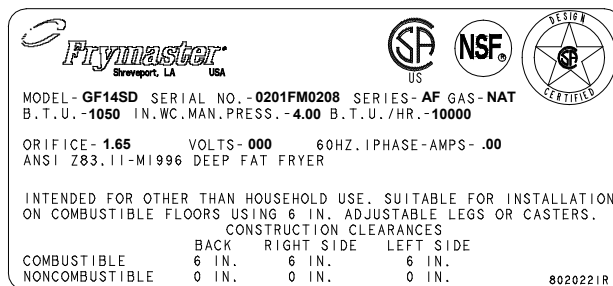 DESIGN
CERTIFIED
SA
US
NSF®
SA
Frymaster®
Shreveport, LA USA
MODEL- GF14SD SERIAL NO.-0201FM0208 SERIES- AF GAS- NAT
B.T.U.-1050 IN.WC.MAN.PRESS.-4.00 B.T.U./HR.-10000
ORIFICE- 1.65 VOLTS- 000 60HZ.1PHASE-AMPS- .00
ANSI Z83.11-M1996 DEEP FAT FRYER
INTENDED FOR OTHER THAN HOUSEHOLD USE. SUITABLE FOR INSTALLATION
ON COMBUSTIBLE FLOORS USING 6 IN. ADJUSTABLE LEGS OR CASTERS.
CONSTRUCTION CLEARANCES
BACK RIGHT SIDE LEFT SIDE
COMBUSTIBLE 6 IN. 6 IN. 6 IN.
NONCOMBUSTIBLE 0 IN. 0 IN. 0 IN.
8020221R